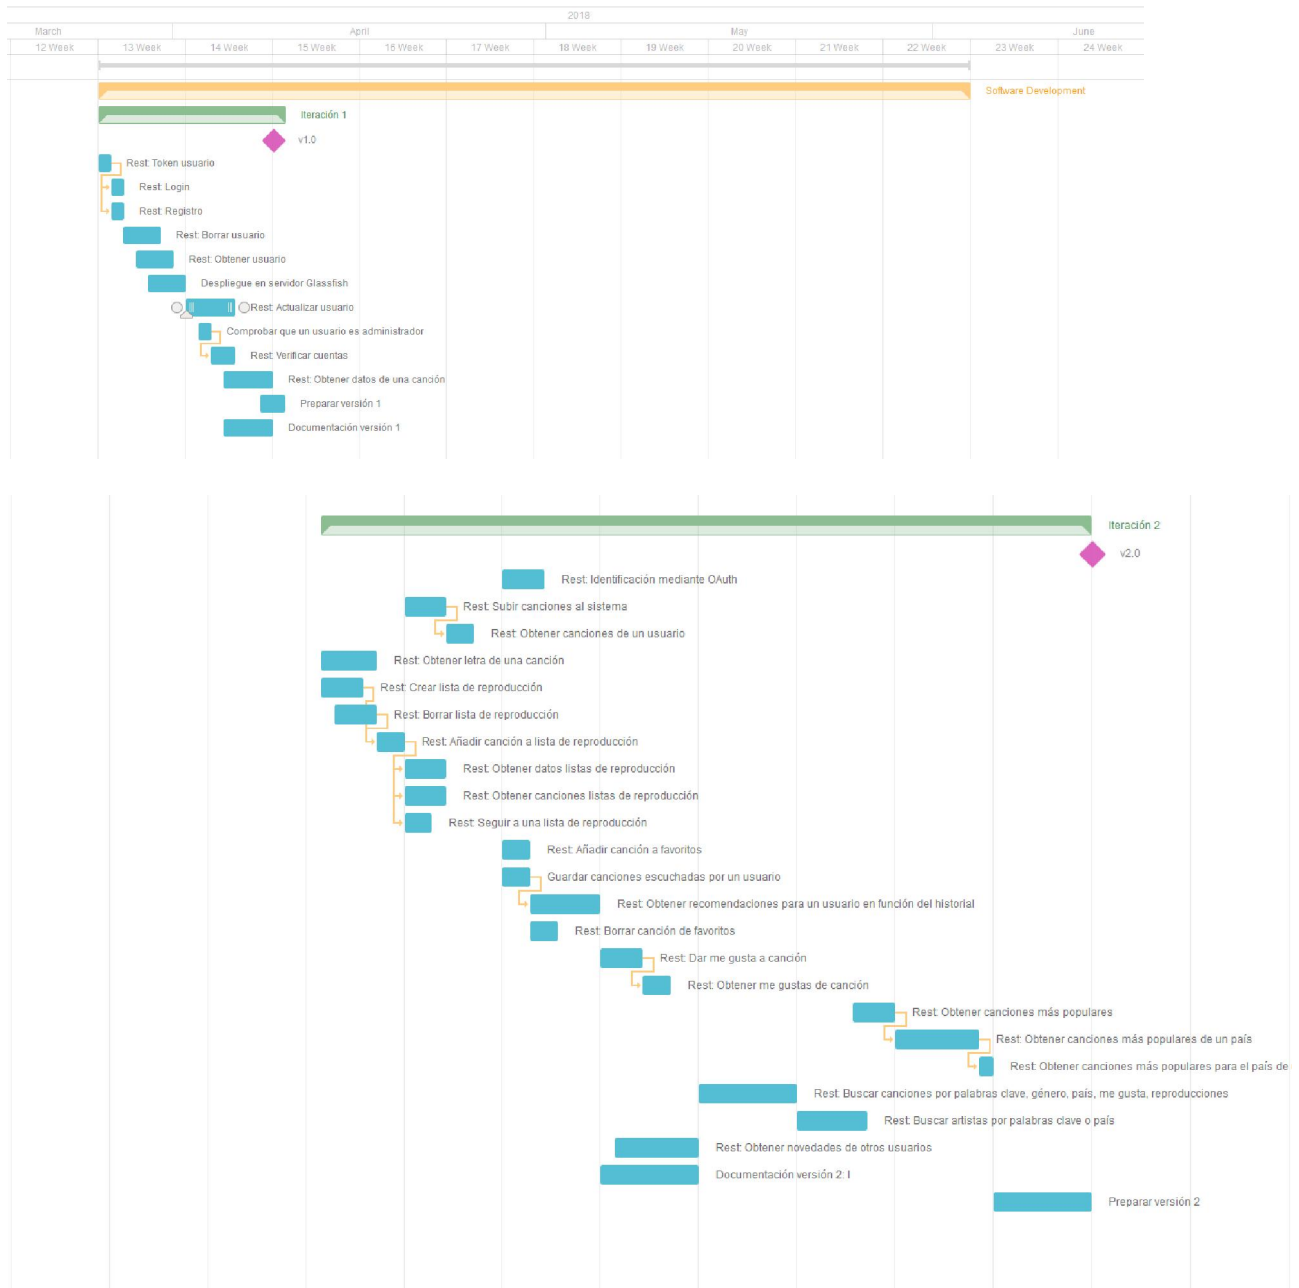 2018
March April May June
12 Week 13 Week 14 Week 15 Week 16 Week 17 Week 18 Week 19 Week 20 Week 21 Week 22 Week 23 Week 24 Week
Software Development
Iteración 1
v1.0
Rest: Token usuario
Rest: Login
Rest: Registro
Rest: Borrar usuario
Rest: Obtener usuario
Despliegue en servidor Glassfish
Rest: Actualizar usuario
Comprobar que un usuario es administrador
Rest: Verificar cuentas
Rest: Obtener datos de una canción
Preparar versión 1
Documentación versión 1
Iteración 2
v2.0
Rest: Identificación mediante OAuth
Rest: Subir canciones al sistema
Rest: Obtener canciones de un usuario
Rest: Obtener letra de una canción
Rest: Crear lista de reproducción
Rest: Borrar lista de reproducción
Rest: Añadir canción a lista de reproducción
Rest: Obtener datos listas de reproducción
Rest: Obtener canciones listas de reproducción
Rest: Seguir a una lista de reproducción
Rest: Añadir canción a favoritos
Guardar canciones escuchadas por un usuario
Rest: Obtener recomendaciones para un usuario en función del historial
Rest: Borrar canción de favoritos
Rest: Dar me gusta a canción
Rest: Obtener me gustas de canción
Rest: Obtener canciones más populares
Rest: Obtener canciones más populares de un país
Rest: Obtener canciones más populares para el país de
Rest: Buscar canciones por palabras clave, género, país, me gusta, reproducciones
Rest: Buscar artistas por palabras clave o país
Rest: Obtener novedades de otros usuarios
Documentación versión 2: I
Preparar versión 2